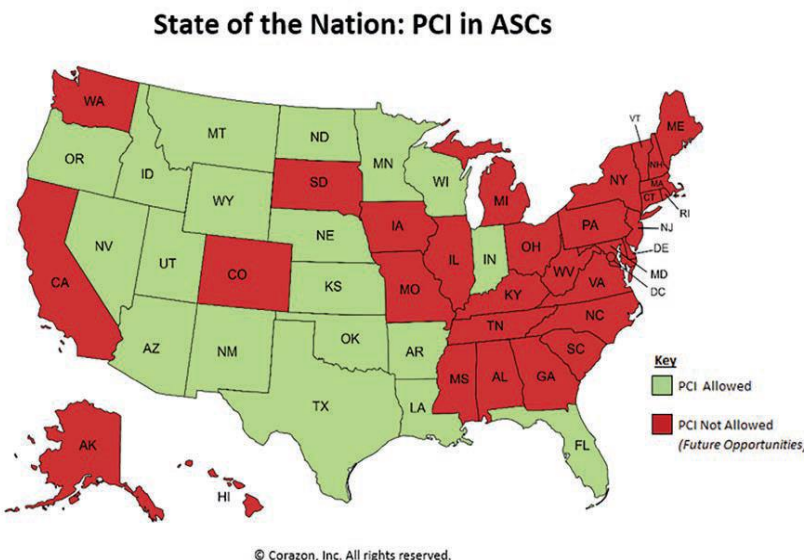 State of the Nation: PCI in ASCs
WA
MT
ND
MN
VT
ME
OR
ID
WY
SD
WI
MI
NY
NH
MA
CT
RI
NV
UT
CO
NE
IA
IL
IN
OH
PA
NJ
DE
MD
DC
CA
KS
MO
KY
WV
VA
AZ
NM
OK
AR
TN
NC
SC
TX
LA
MS
AL
GA
FL
AK
HI
Key
PCI Allowed
PCI Not Allowed
(Future Opportunities)
© Corazon, Inc. All rights reserved.